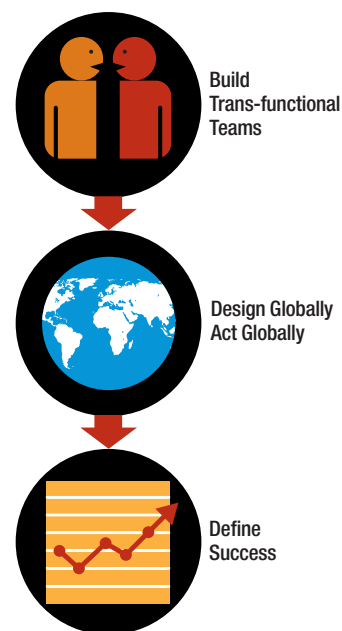 Build
Trans-functional
Teams
Design Globally
Act Globally
Define
Success